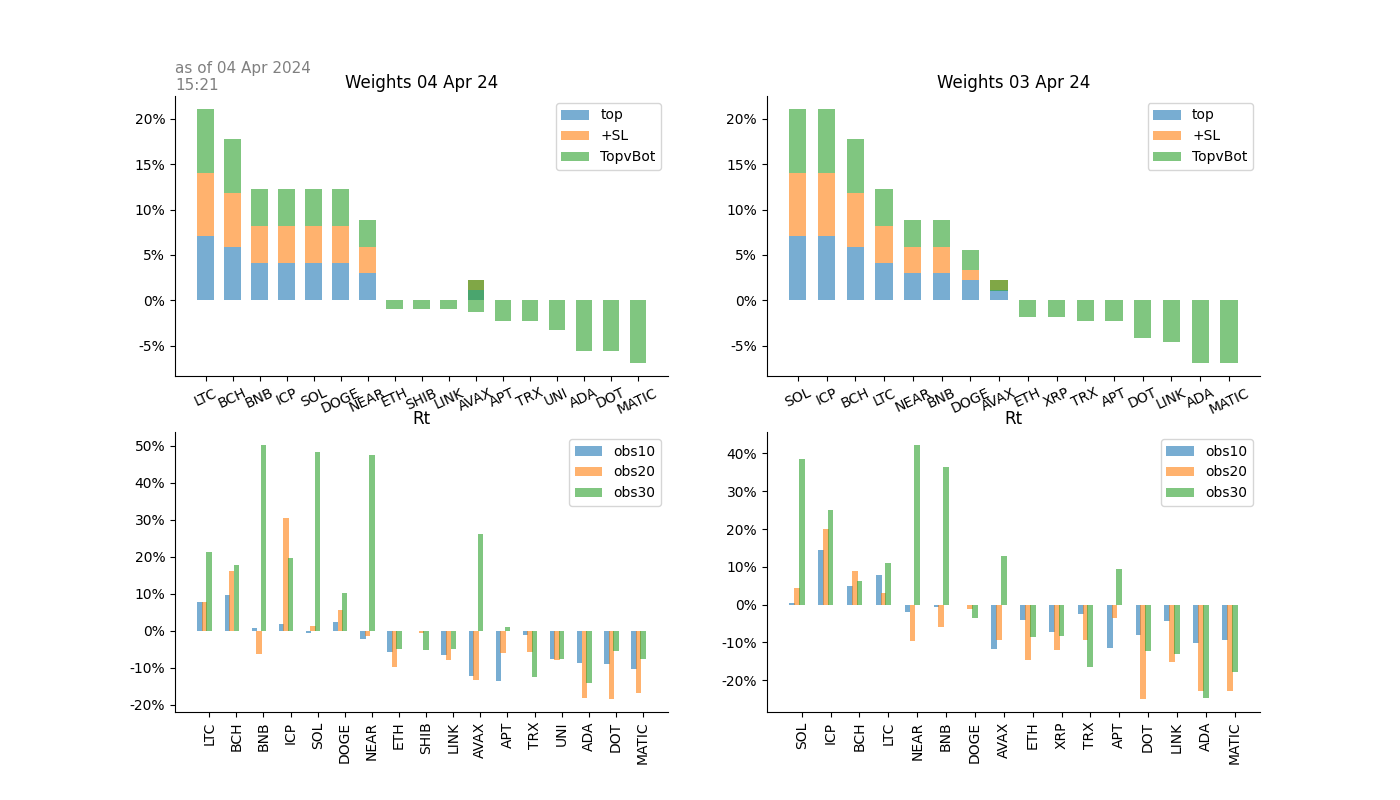 as of 04 Apr 2024
15:21
Weights 04 Apr 24
20%
15%
10%
5%
0%
-5%
top
+SL
TopvBot
LTC BCH BNB ICP SOL DOGE NEAR ETH SHIB LINK AVAX APT TRX UNI ADA DOT MATIC
Weights 03 Apr 24
20%
15%
10%
5%
0%
-5%
top
+SL
TopvBot
SOL ICP BCH LTC NEAR BNB DOGE AVAX ETH XRP TRX APT DOT LINK ADA MATIC
Rt
50%
40%
30%
20%
10%
0%
-10%
-20%
obs10
obs20
obs30
LTC BCH BNB ICP SOL DOGE NEAR ETH SHIB LINK AVAX APT TRX UNI ADA DOT MATIC
Rt
40%
30%
20%
10%
0%
-10%
-20%
obs10
obs20
obs30
SOL ICP BCH LTC NEAR BNB DOGE AVAX ETH XRP TRX APT DOT LINK ADA MATIC